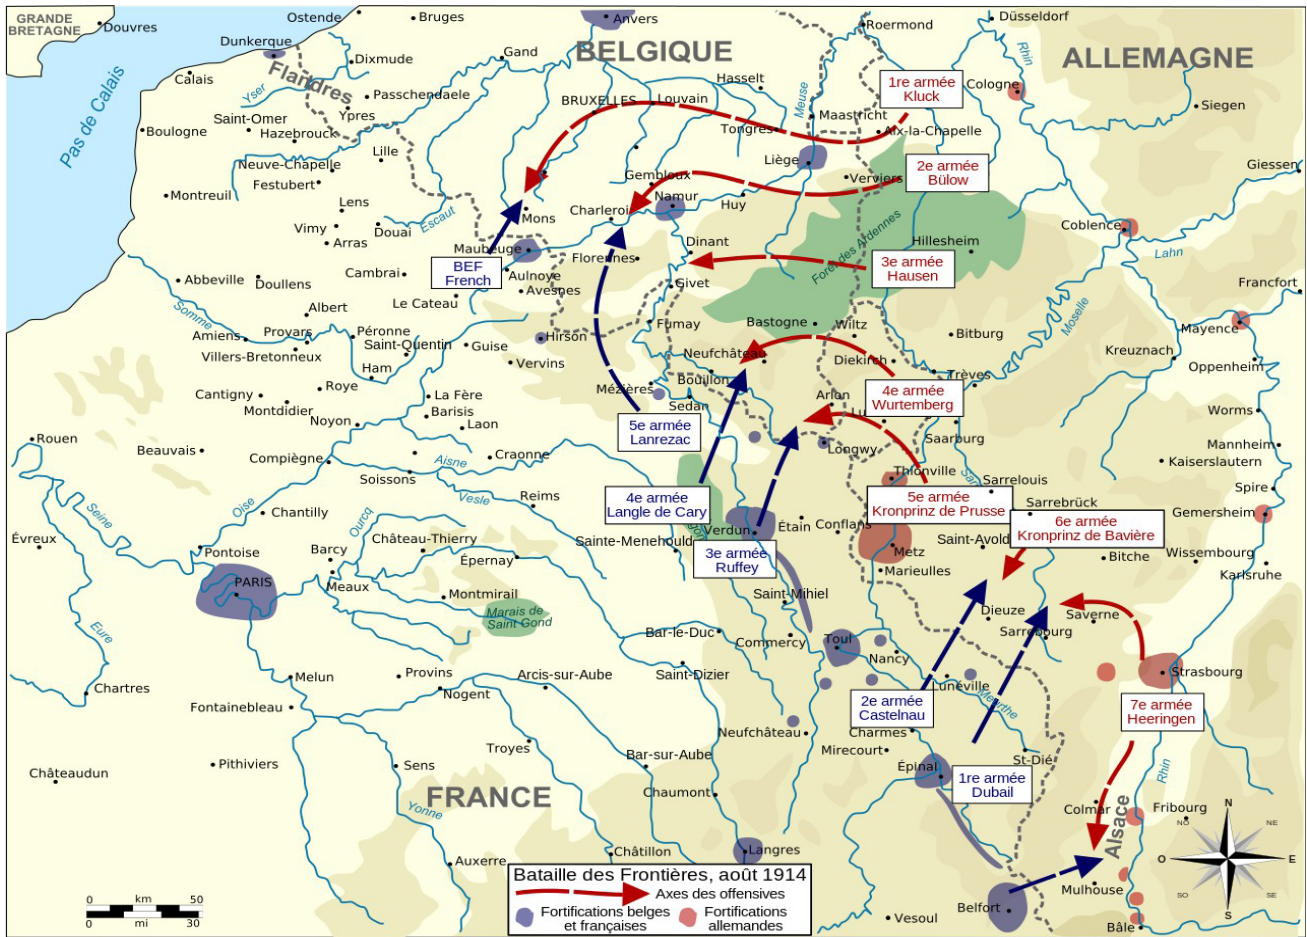 GRANDE
BRETAGNE
Douvres
Ostende
Bruges
Anvers
Roermond
Düsseldorf
Dunkerque
Dixmude
Gand
BELGIQUE
ALLEMAGNE
Rhin
Pas de Calais
Calais
Flandres
Yser
Passchendaele
Ypres
BRUXELLES
Louvain
Hasselt
Meuse
Maastricht
1re armée
Kluck
Cologne
Siegen
Boulogne
Saint-Omer
Hazebrouck
Lille
Tongres
Aix-la-Chapelle
Neuve-Chapelle
Festubert
Gembloux
Liège
Verviers
2e armée
Bülow
Giessen
Montreuil
Lens
Vimy
Douai
Arras
Escaut
Mons
Charleroi
Namur
Huy
Coblence
Lahn
Maubeuge
BEF
French
Florennes
Dinant
Foret des Ardennes
Hillesheim
3e armée
Hausen
Abbeville
Doullens
Cambrai
Aulnove
Avesnes
Givet
Francfort
Somme
Albert
Le Cateau
Fumay
Bastogne
Wiltz
Bitburg
Moselle
Mayence
Amiens
Provars
Péronne
Saint-Quentin
Villers-Bretonneux
Ham
Guise
Hirson
Vervins
Neufchâteau
Diekirch
Trèves
Kreuznach
Oppenheim
Cantigny
Roye
Montdidier
Noyon
La Fère
Barisis
Laon
Mézières
Bouillon
Sedan
Arlon
Lu
4e armée
Wurtemberg
Saarburg
Worms
Rouen
Beauvais
Compiègne
Aisne
Craonne
5e armée
Lanrezac
Longwy
Mannheim
Kaiserslautern
Soissons
Vesle
Reims
Thionville
Sar
Sarrelouis
Sarrebrück
Spire
Seine
Oise
Chantilly
Ourcq
4e armée
Langle de Cary
gon
Verdun
Étain
Conflans
5e armée
Kronprinz de Prusse
6e armée
Kronprinz de Bavière
Gemersheim
Évreux
Pontoise
Barcy
Château-Thierry
Épernay
Sainte-Menehould
3e armée
Ruffey
Metz
Marieulles
Saint-Avold
Bitche
Wissembourg
Karlsruhe
PARIS
Meaux
Montmirail
Marais de
Saint Gond
Saint-Mihiel
Dieuze
Saverne
Eure
Bar-le-Duc
Commercy
Toul
Nancy
Sarrebourg
Chartres
Melun
Provins
Nogent
Arcis-sur-Aube
Saint-Dizier
Lunéville
Meurthe
Strasbourg
Fontainebleau
2e armée
Castelnau
7e armée
Heeringen
Neufchâteau
Charmes
Mirecourt
Troyes
Bar-sur-Aube
St-Dié
Châteaudun
Pithiviers
Sens
FRANCE
Yonne
Chaumont
Épinal
1re armée
Dubail
Rhin
Colmar
Alsace
Fribourg
N
NO
NE
O
E
SO
SE
S
Auxerre
Châtillon
Langres
Mulhouse
Belfort
Vesoul
Bâle
0 km 50
0 mi 30
Bataille des Frontières, août 1914
Axes des offensives
Fortifications belges
et françaises
Fortifications
allemandes